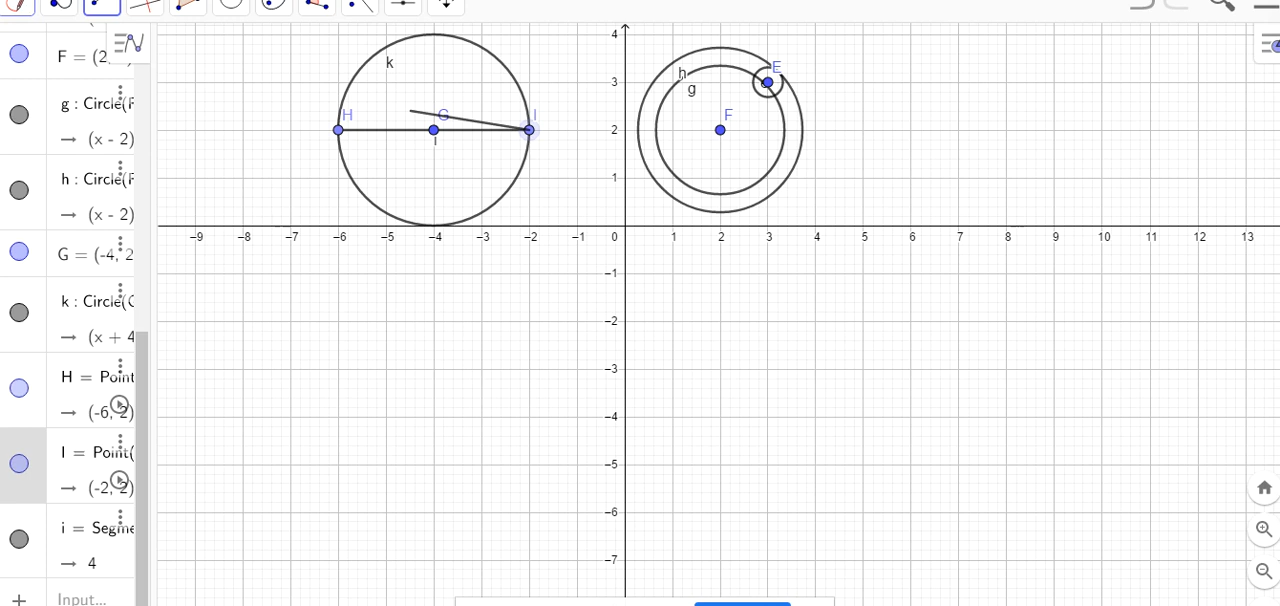 F = (2,
g : Circle(F
→ (x - 2)
h : Circle(F
→ (x - 2)
G = (-4, 2
k : Circle(G
→ (x + 4
H = Point
→ (-6, 2)
I = Point(
→ (-2, 2)
i = Segme
→ 4
+ Input...
k
H G I
i
h
g
E
F
4
3
2
1
−9 −8 −7 −6 −5 −4 −3 −2 −1 0 1 2 3 4 5 6 7 8 9 10 11 12 13
−1
−2
−3
−4
−5
−6
−7